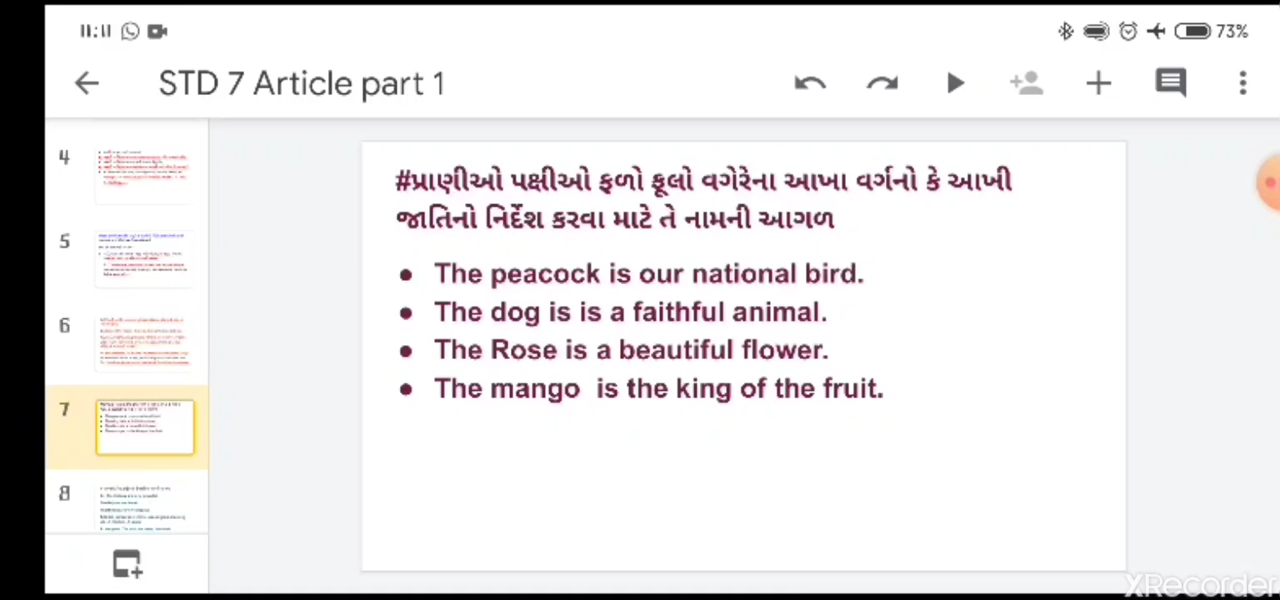 11:11
73%
STD 7 Article part 1
4
5
6
7
8
#પ્રાણીઓ પક્ષીઓ ફળો ફૂલો વગેરેના આખા વર્ગનો કે આખી
જાતિનો નિર્દેશ કરવા માટે તે નામની આગળ
● The peacock is our national bird.
● The dog is is a faithful animal.
● The Rose is a beautiful flower.
● The mango  is the king of the fruit.
XRecorder